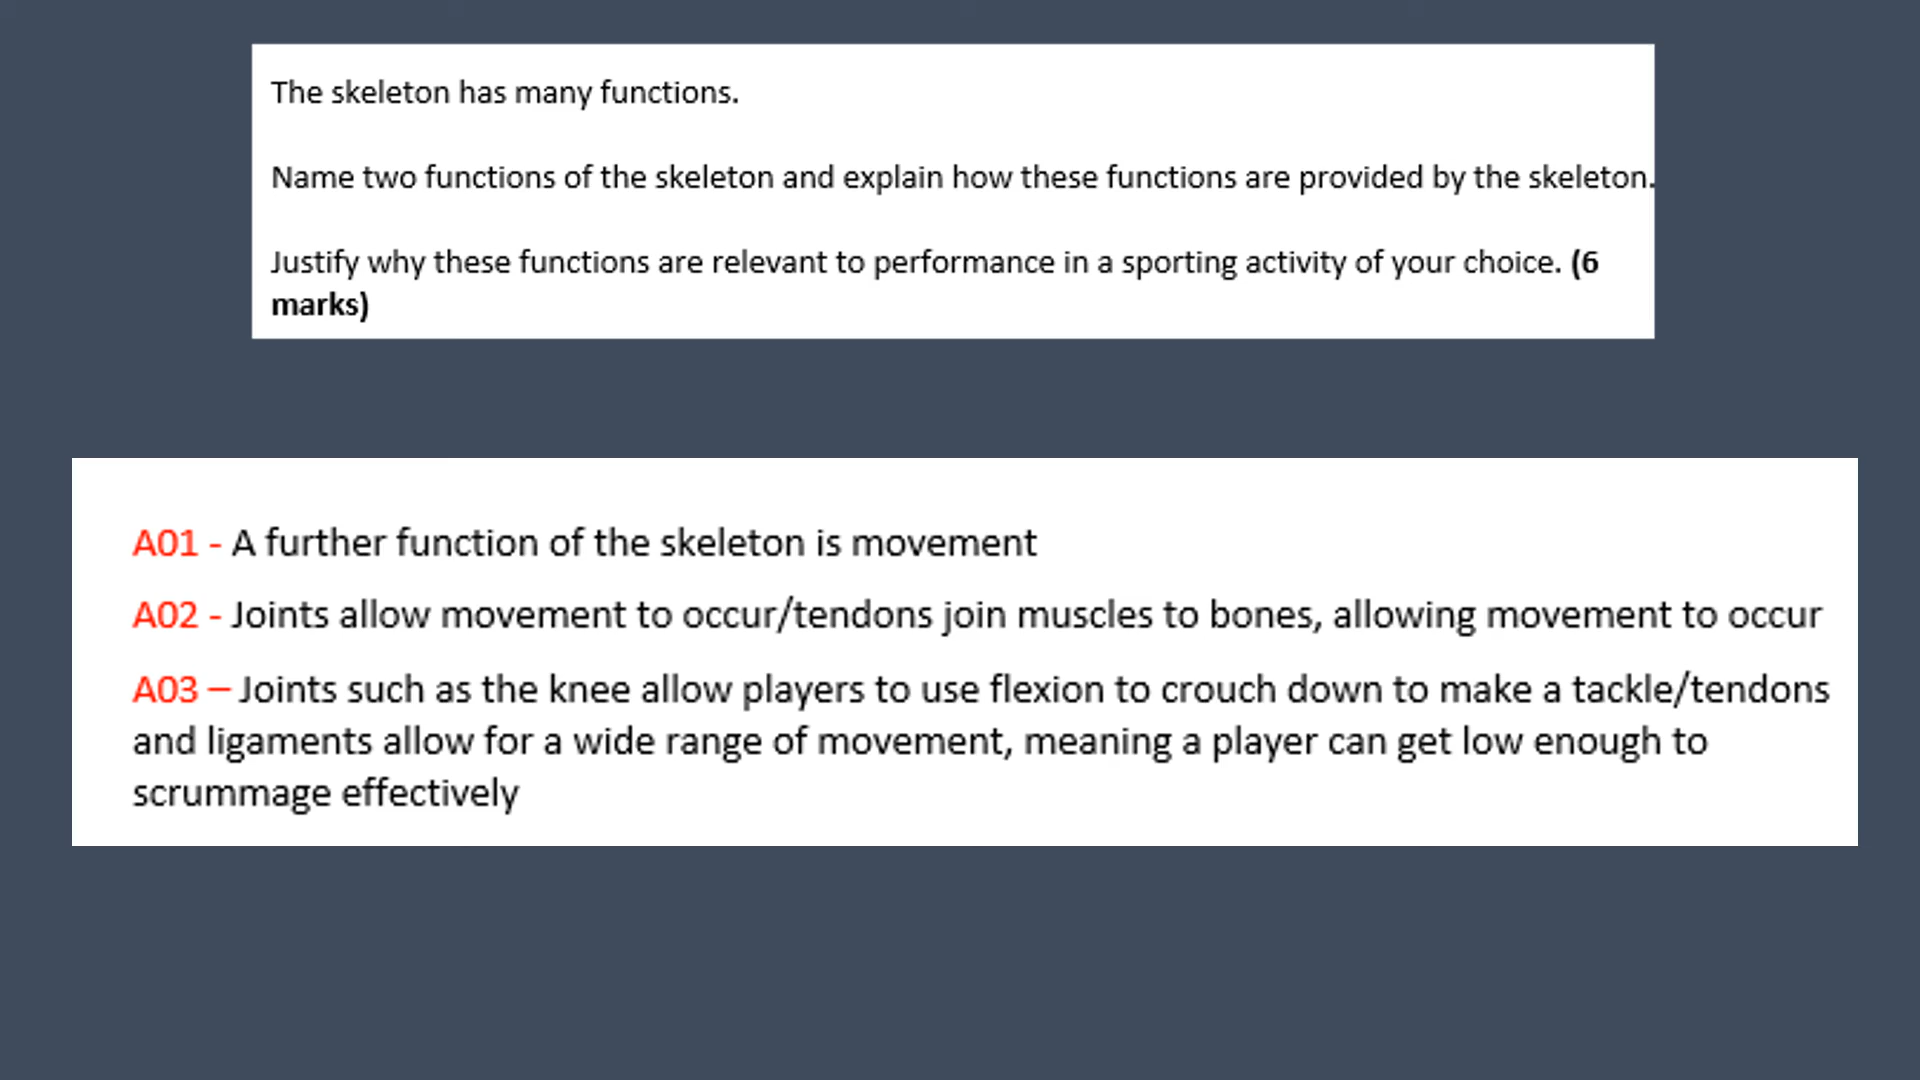 The skeleton has many functions.
Name two functions of the skeleton and explain how these functions are provided by the skeleton.
Justify why these functions are relevant to performance in a sporting activity of your choice. (6
marks)
A01 - A further function of the skeleton is movement
A02 - Joints allow movement to occur/tendons join muscles to bones, allowing movement to occur
A03 – Joints such as the knee allow players to use flexion to crouch down to make a tackle/tendons
and ligaments allow for a wide range of movement, meaning a player can get low enough to
scrummage effectively